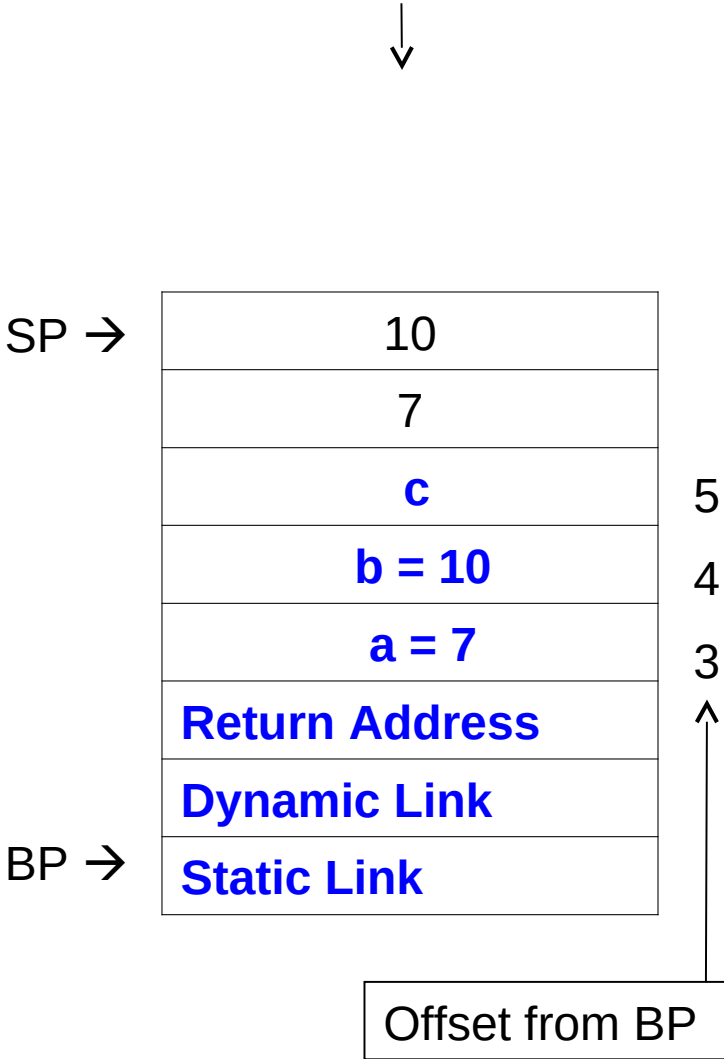 SP → 10
7
c 5
b = 10 4
a = 7 3
Return Address
Dynamic Link
BP → Static Link
Offset from BP